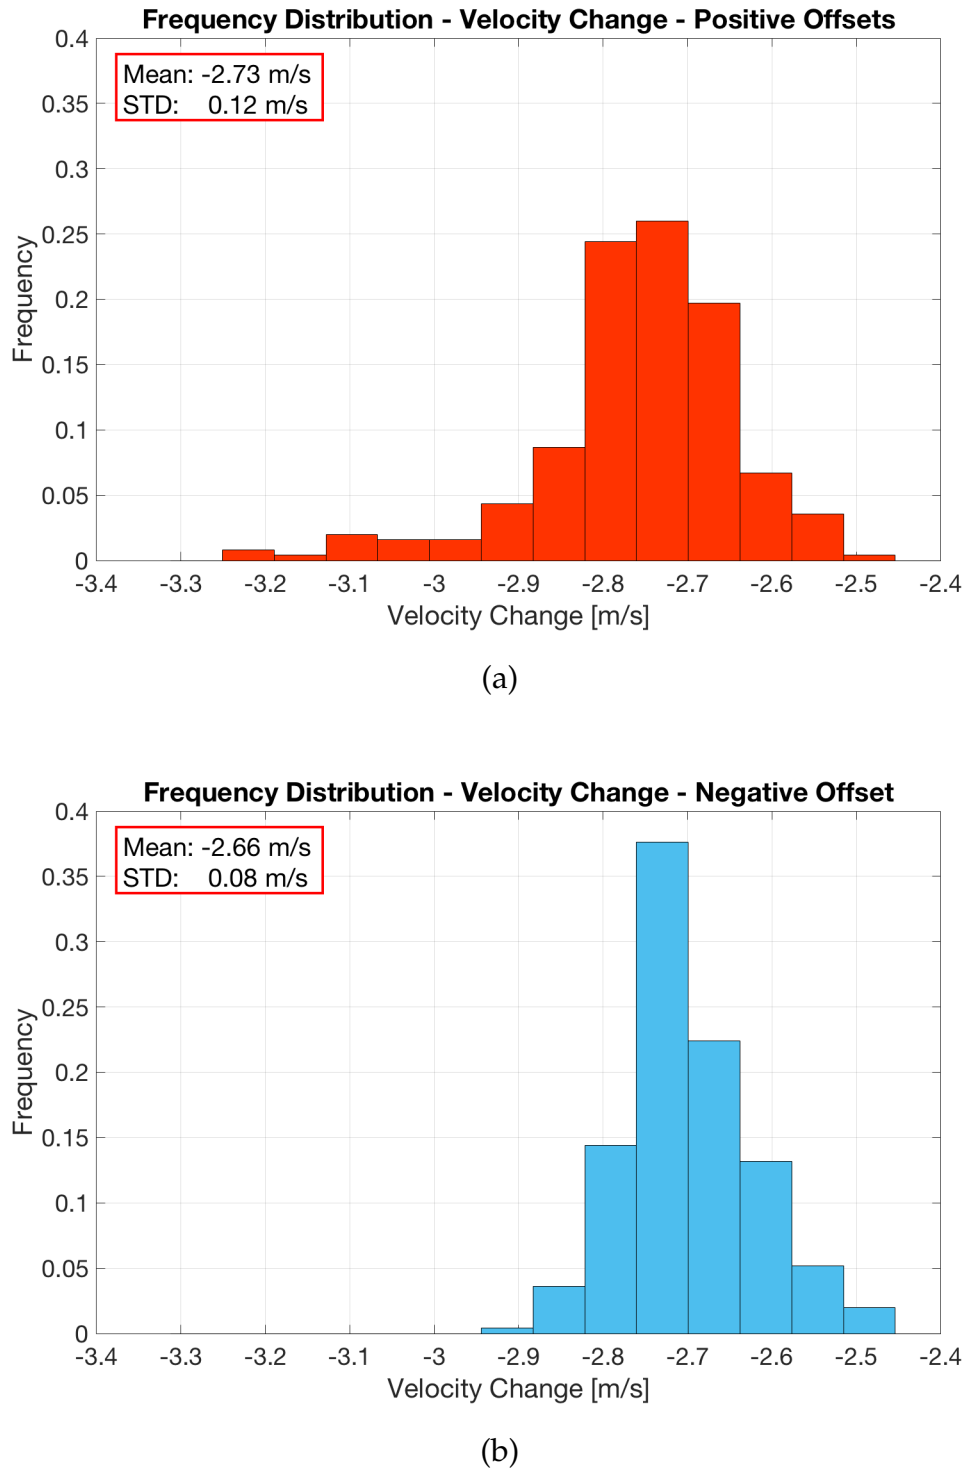 Frequency Distribution - Velocity Change - Positive Offsets
Mean: -2.73 m/s
STD: 0.12 m/s
0.4
0.35
0.3
0.25
0.2
0.15
0.1
0.05
0
Frequency
-3.4 -3.3 -3.2 -3.1 -3 -2.9 -2.8 -2.7 -2.6 -2.5 -2.4
Velocity Change [m/s]
(a)
Frequency Distribution - Velocity Change - Negative Offset
Mean: -2.66 m/s
STD: 0.08 m/s
0.4
0.35
0.3
0.25
0.2
0.15
0.1
0.05
0
Frequency
-3.4 -3.3 -3.2 -3.1 -3 -2.9 -2.8 -2.7 -2.6 -2.5 -2.4
Velocity Change [m/s]
(b)